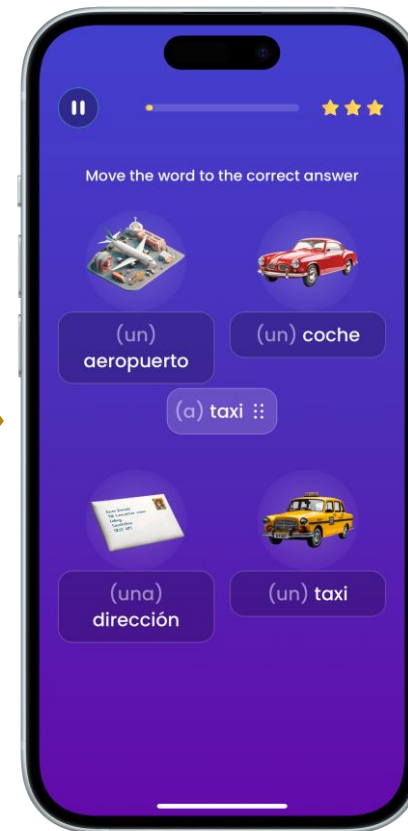 Move the word to the correct answer
(un)
aeropuerto
(un) coche
(a) taxi
(una)
dirección
(un) taxi